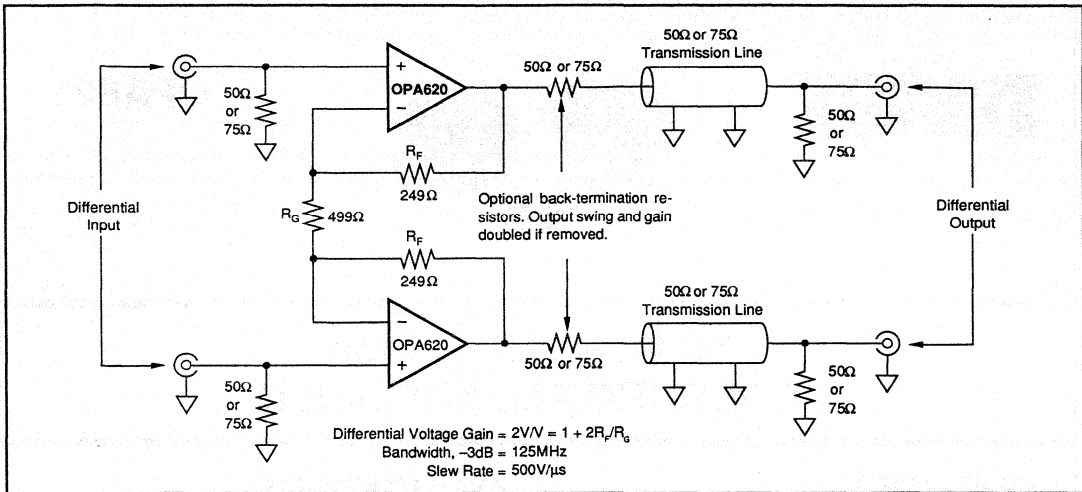 50Ω or 75Ω
Transmission Line
50Ω or 75Ω
+
OPA620
−
50Ω
or
75Ω
50Ω
or
75Ω
R_F
249Ω
Differential
Input
R_G 499Ω
Optional back-termination re-
sistors. Output swing and gain
doubled if removed.
Differential
Output
R_F
249Ω
50Ω or 75Ω
Transmission Line
−
OPA620
+
50Ω or 75Ω
50Ω
or
75Ω
50Ω
or
75Ω
Differential Voltage Gain = 2V/V = 1 + 2R_F/R_G
Bandwidth, –3dB = 125MHz
Slew Rate = 500V/µs